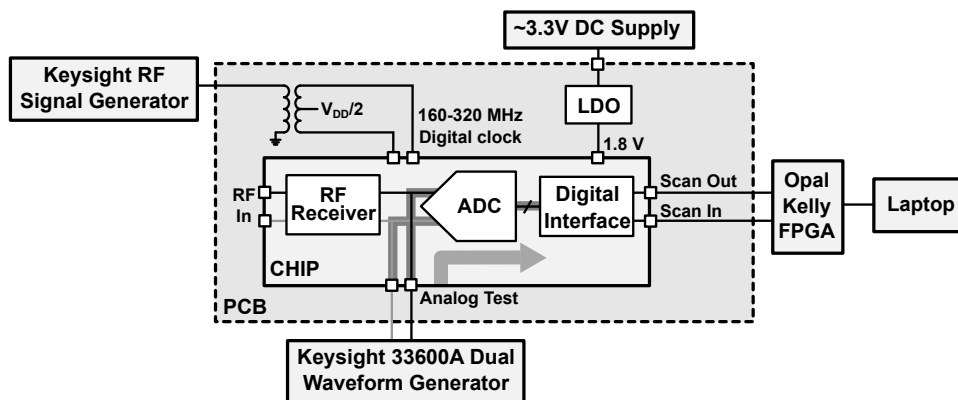 ~3.3V DC Supply
Keysight RF
Signal Generator
VDD/2
160-320 MHz
Digital clock
LDO
1.8 V
RF
In
RF
Receiver
ADC
Digital
Interface
Scan Out
Scan In
Opal
Kelly
FPGA
Laptop
CHIP
Analog Test
PCB
Keysight 33600A Dual
Waveform Generator